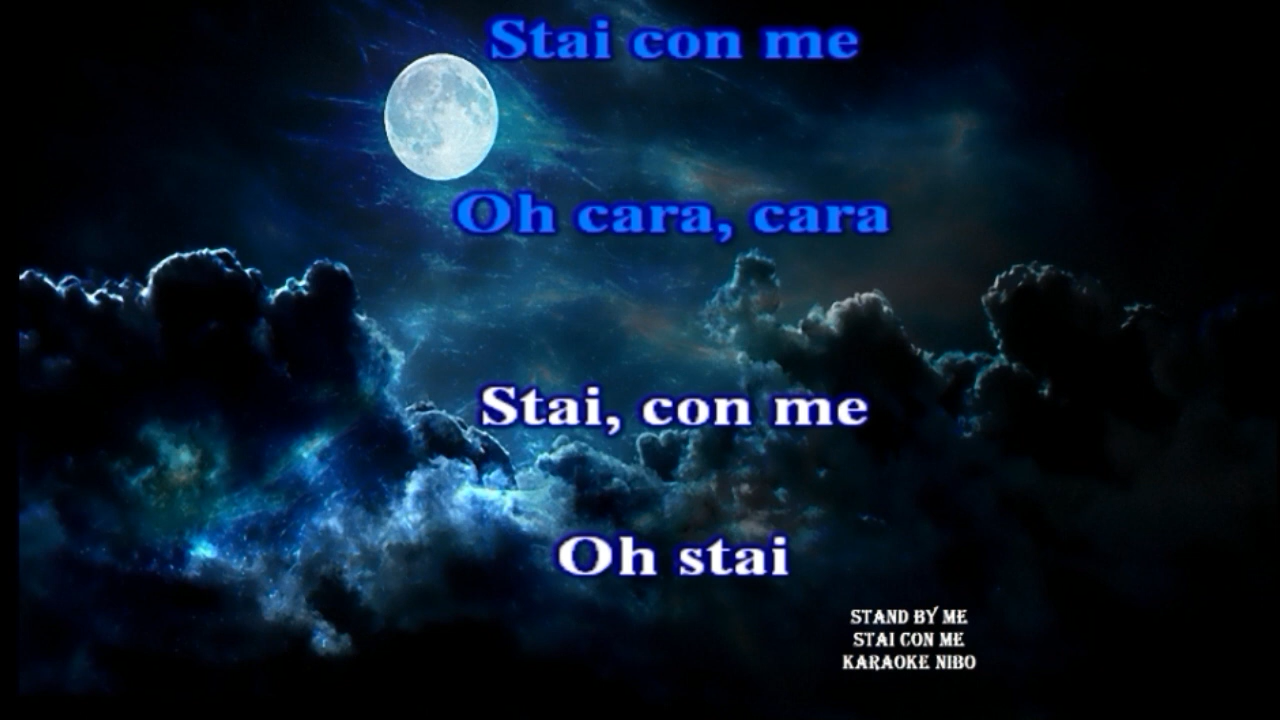 Stai con me
Oh cara, cara
Stai, con me
Oh stai
STAND BY ME
STAI CON ME
KARAOKE NIBO